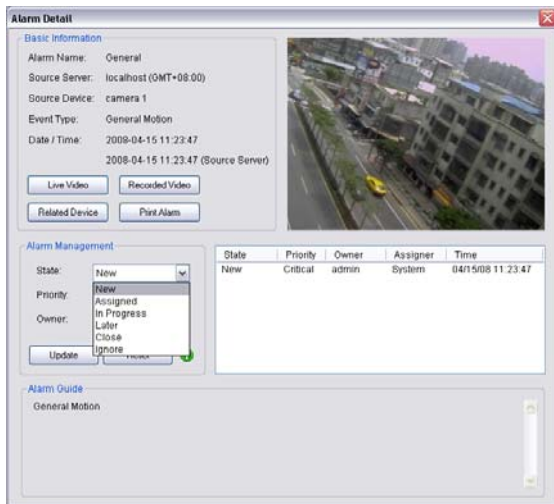 Alarm Detail
Basic Information
Alarm Name: General
Source Server: localhost (GMT+08:00)
Source Device: camera 1
Event Type: General Motion
Date / Time: 2008-04-15 11:23:47
2008-04-15 11:23:47 (Source Server)
Live Video Recorded Video
Related Device Print Alarm
Alarm Management
State: New
New
Assigned
In Progress
Later
Close
Ignore
Priority
Owner:
Update
State Priority Owner Assigner Time
New Critical admin System 04/15/08 11:23:47
Alarm Guide
General Motion